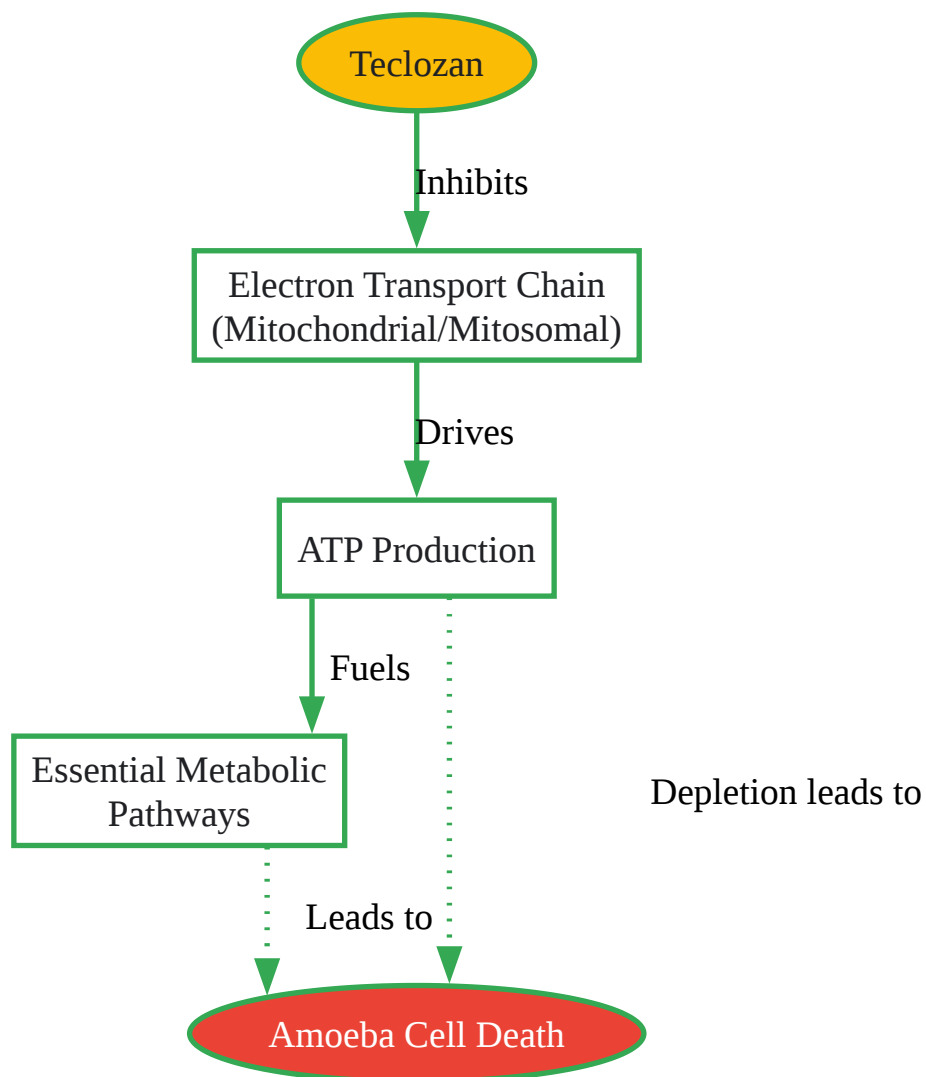 Teclozan
Inhibits
Electron Transport Chain
(Mitochondrial/Mitosomal)
Drives
ATP Production
Fuels
Essential Metabolic
Pathways
Depletion leads to
Leads to
Amoeba Cell Death